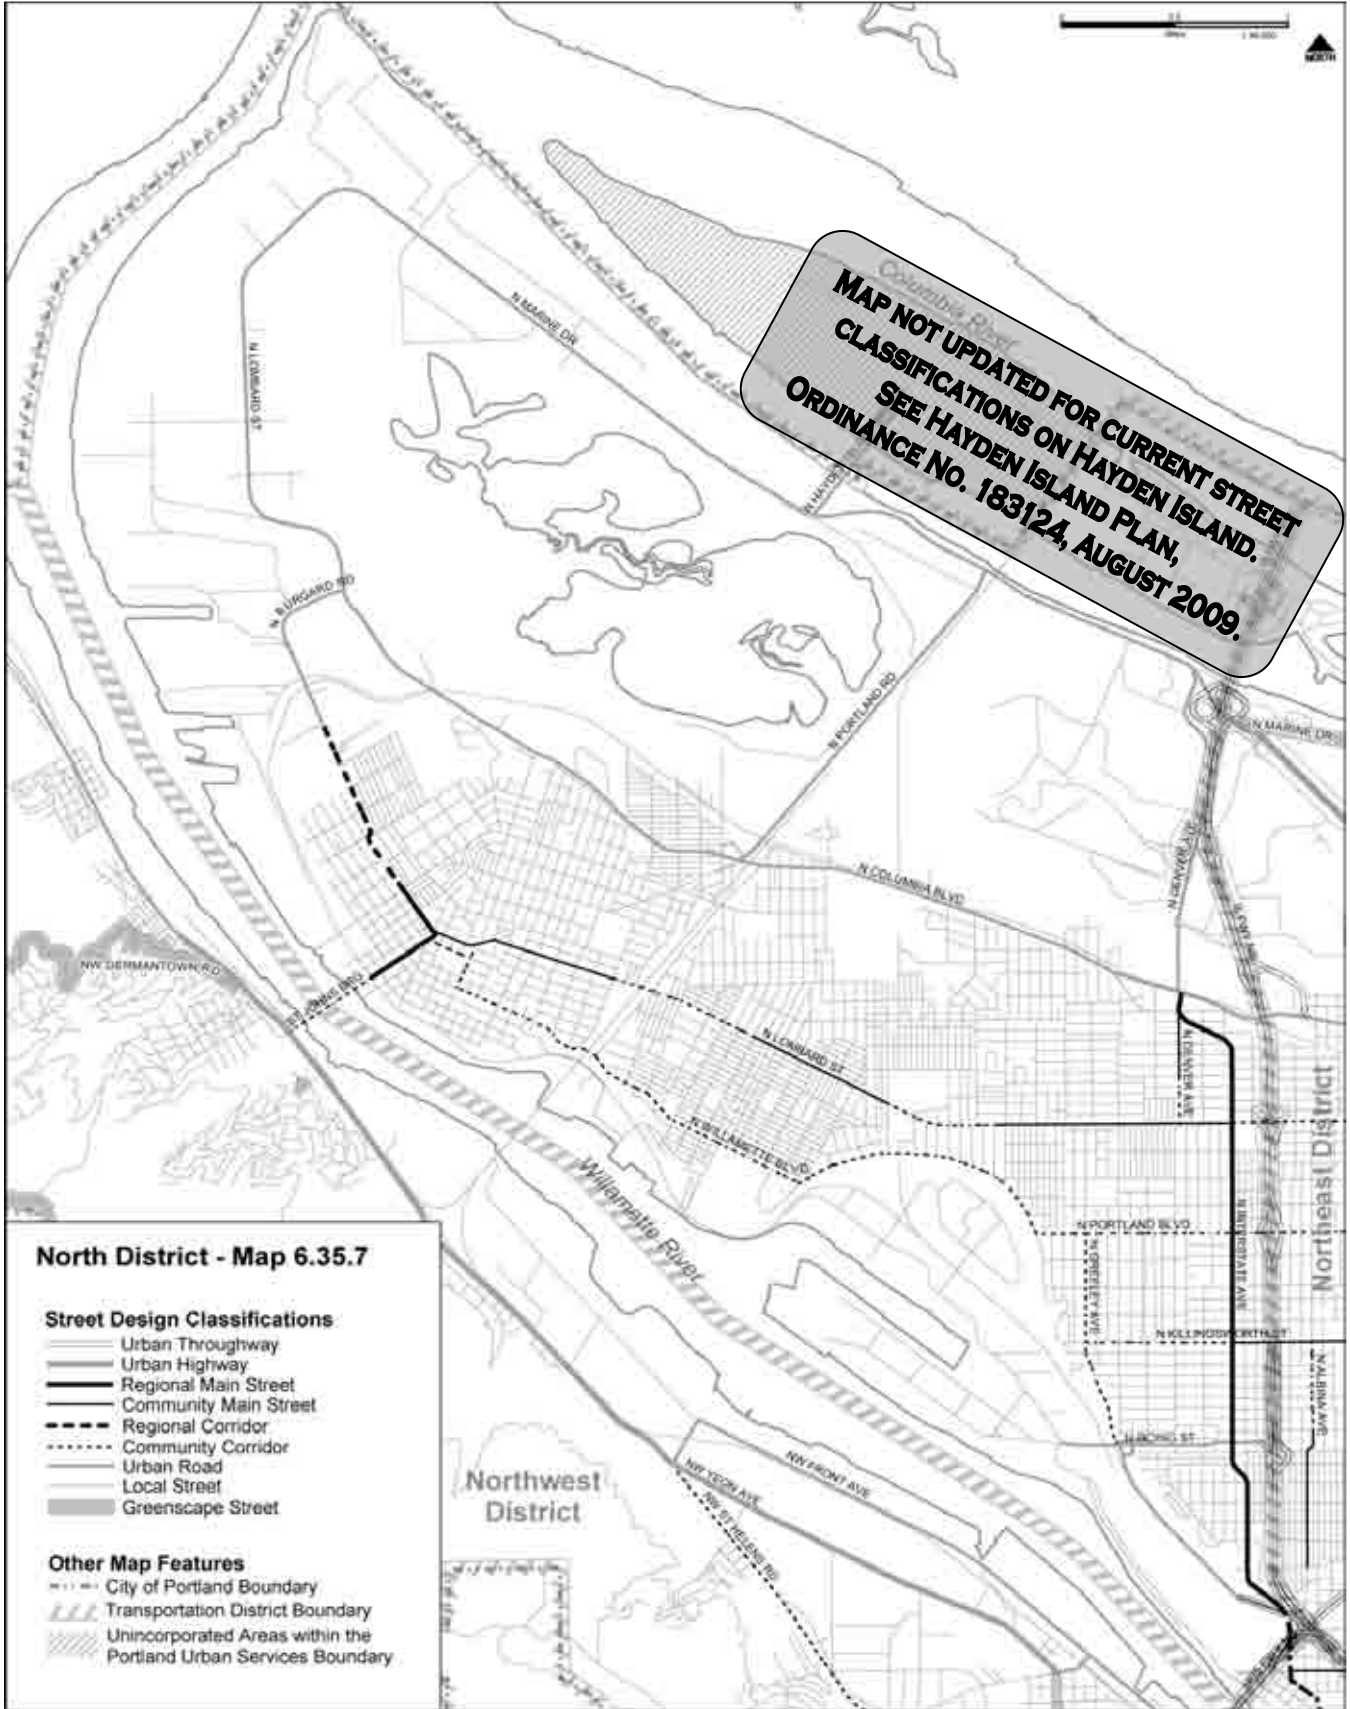 NORTH
Columbia River
MAP NOT UPDATED FOR CURRENT STREET
CLASSIFICATIONS ON HAYDEN ISLAND.
SEE HAYDEN ISLAND PLAN,
ORDINANCE NO. 183124, AUGUST 2009.
N MARINE DR
N LOMBARD ST
N HAYDEN
N BURGARD RD
N PORTLAND RD
N MARINE DR
N COLUMBIA BLVD
N DENVER AVE
NW GERMANTOWN RD
ST JOHNS BRG
N LOMBARD ST
N DENVER AVE
N WILLAMETTE BLVD
Willamette River
Northeast District
N PORTLAND BLVD
N GREELEY AVE
N INTERSTATE AVE
N KILLINGSWORTH ST
N ALBINA AVE
N GOING ST
NW FRONT AVE
NW YEON AVE
NW ST HELENS RD
Northwest
District
North District - Map 6.35.7
Street Design Classifications
Urban Throughway
Urban Highway
Regional Main Street
Community Main Street
Regional Corridor
Community Corridor
Urban Road
Local Street
Greenscape Street
Other Map Features
City of Portland Boundary
Transportation District Boundary
Unincorporated Areas within the
Portland Urban Services Boundary